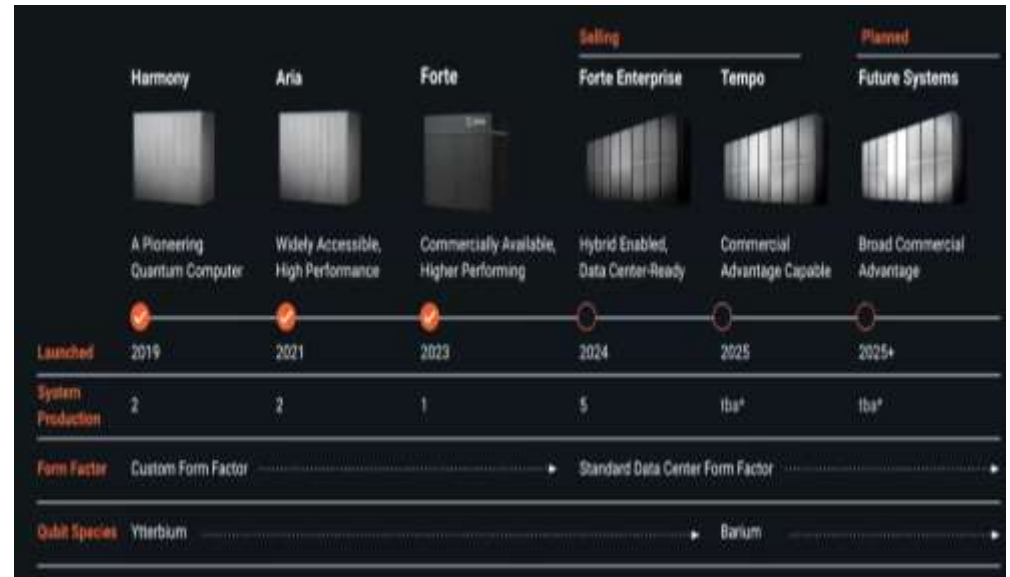 Selling
Planned
Harmony
Aria
Forte
Forte Enterprise
Tempo
Future Systems
A Pioneering
Quantum Computer
Widely Accessible,
High Performance
Commercially Available,
Higher Performing
Hybrid Enabled,
Data Center-Ready
Commercial
Advantage Capable
Broad Commercial
Advantage
Launched
2019
2021
2023
2024
2025
2025+
System
Production
2
2
1
5
tba*
tba*
Form Factor
Custom Form Factor
Standard Data Center Form Factor
Qubit Species
Ytterbium
Barium